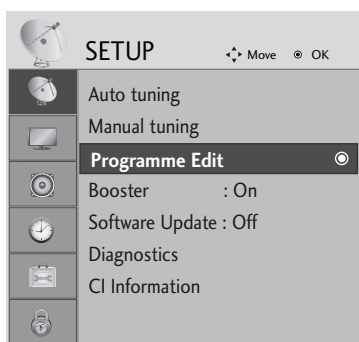 SETUP Move OK
Auto tuning
Manual tuning
Programme Edit
Booster : On
Software Update : Off
Diagnostics
CI Information